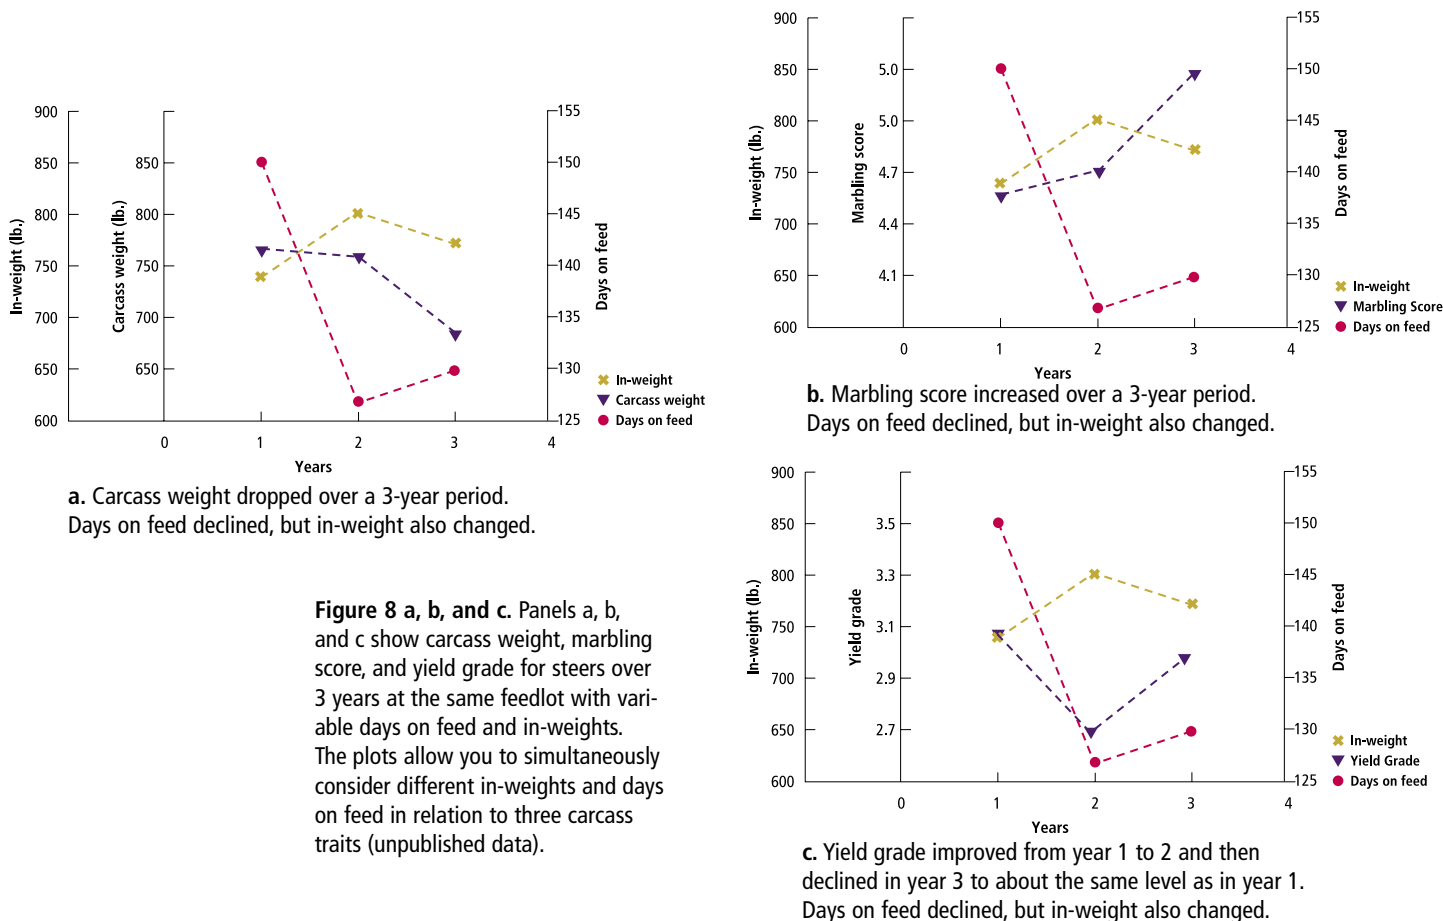 900
850
800
750
700
650
600
In-weight (lb.)
850
800
750
700
650
Carcass weight (lb.)
155
150
145
140
135
130
125
Days on feed
0
1
2
3
4
Years
In-weight
Carcass weight
Days on feed
a. Carcass weight dropped over a 3-year period.
Days on feed declined, but in-weight also changed.
Figure 8 a, b, and c. Panels a, b,
and c show carcass weight, marbling
score, and yield grade for steers over
3 years at the same feedlot with vari-
able days on feed and in-weights.
The plots allow you to simultaneously
consider different in-weights and days
on feed in relation to three carcass
traits (unpublished data).
900
850
800
750
700
650
600
In-weight (lb.)
5.0
5.0
4.7
4.4
4.1
Marbling score
155
150
145
140
135
130
125
Days on feed
0
1
2
3
4
Years
In-weight
Marbling Score
Days on feed
b. Marbling score increased over a 3-year period.
Days on feed declined, but in-weight also changed.
900
850
800
750
700
650
600
In-weight (lb.)
3.5
3.3
3.1
2.9
2.7
Yield grade
155
150
145
140
135
130
125
Days on feed
0
1
2
3
4
Years
In-weight
Yield Grade
Days on feed
c. Yield grade improved from year 1 to 2 and then
declined in year 3 to about the same level as in year 1.
Days on feed declined, but in-weight also changed.